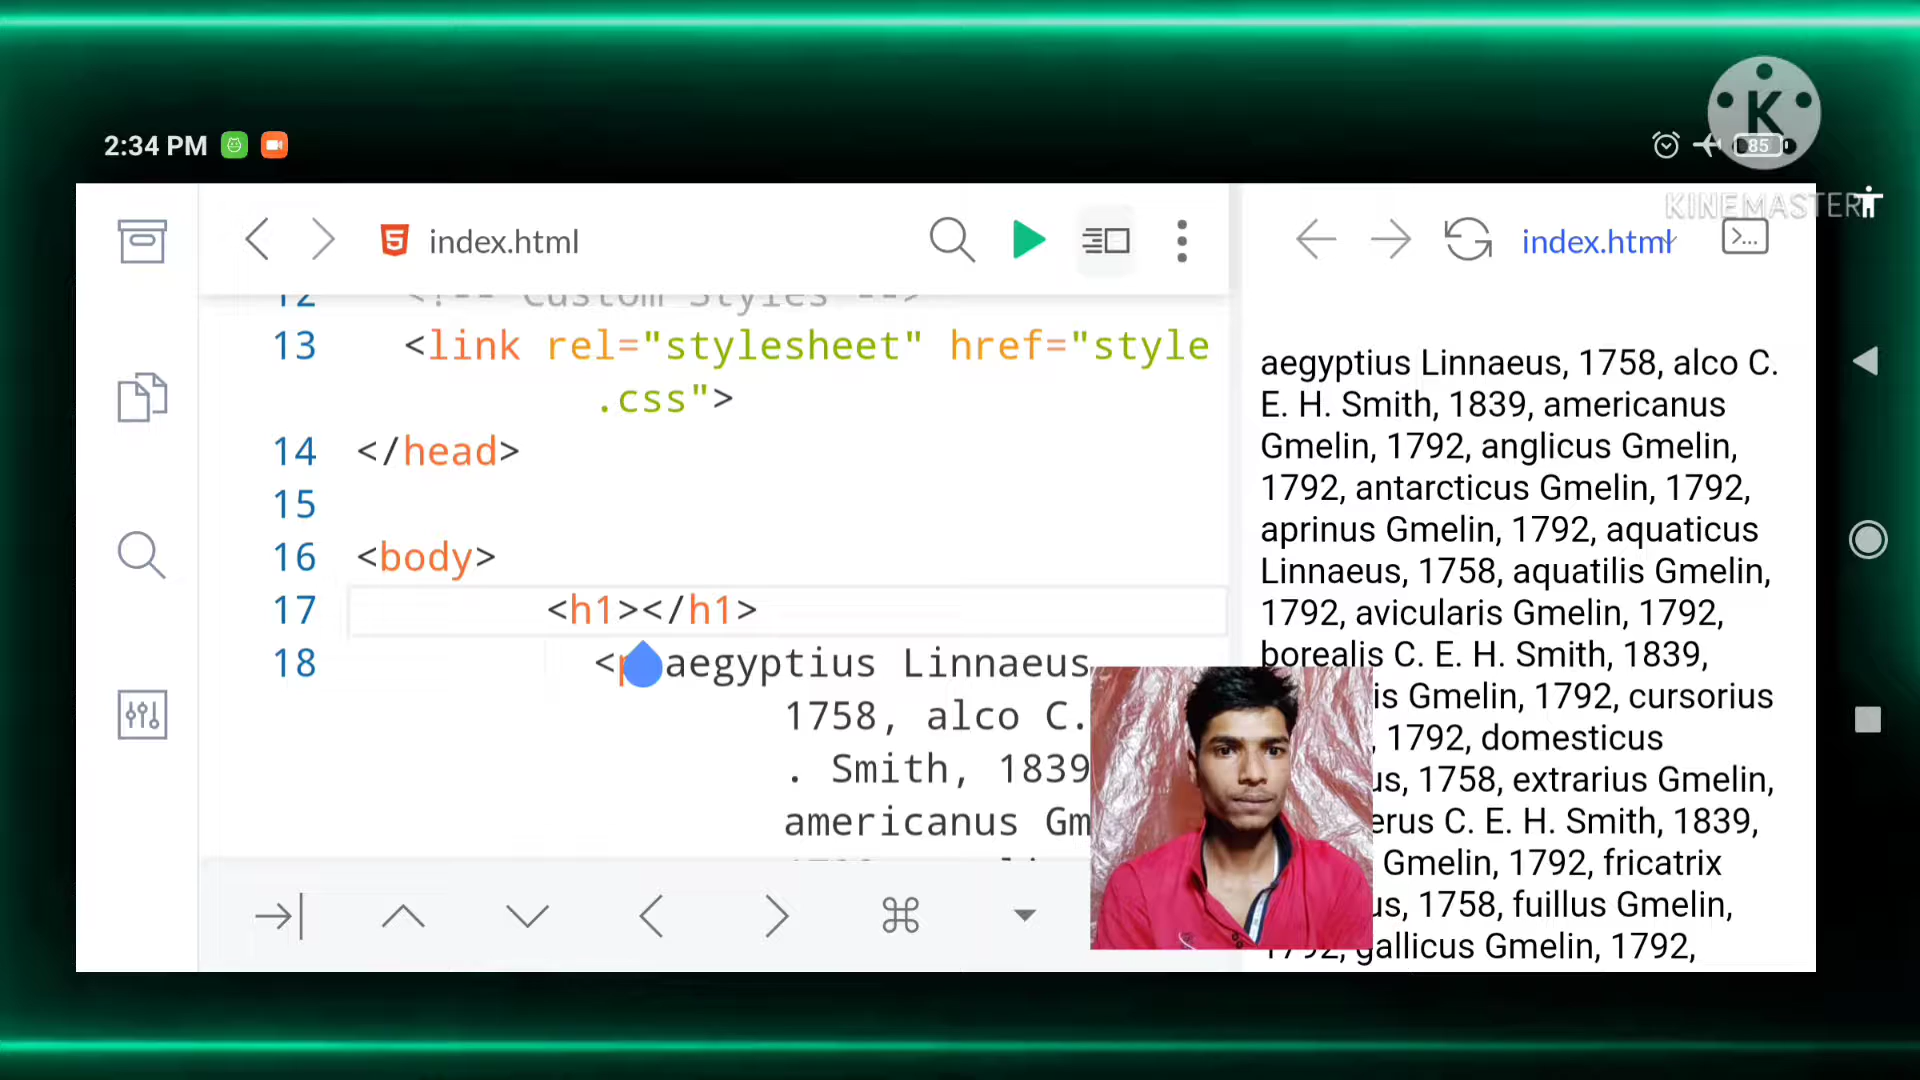 2:34 PM
85
K
KINEMASTER
index.html
index.html
12 <!-- Custom Styles -->
13 <link rel="stylesheet" href="style
.css">
14 </head>
15
16 <body>
17 <h1></h1>
18 <p aegyptius Linnaeus
1758, alco C.
. Smith, 1839
americanus Gm
aegyptius Linnaeus, 1758, alco C.
E. H. Smith, 1839, americanus
Gmelin, 1792, anglicus Gmelin,
1792, antarcticus Gmelin, 1792,
aprinus Gmelin, 1792, aquaticus
Linnaeus, 1758, aquatilis Gmelin,
1792, avicularis Gmelin, 1792,
borealis C. E. H. Smith, 1839,
is Gmelin, 1792, cursorius
, 1792, domesticus
us, 1758, extrarius Gmelin,
erus C. E. H. Smith, 1839,
Gmelin, 1792, fricatrix
us, 1758, fuillus Gmelin,
1792, gallicus Gmelin, 1792,